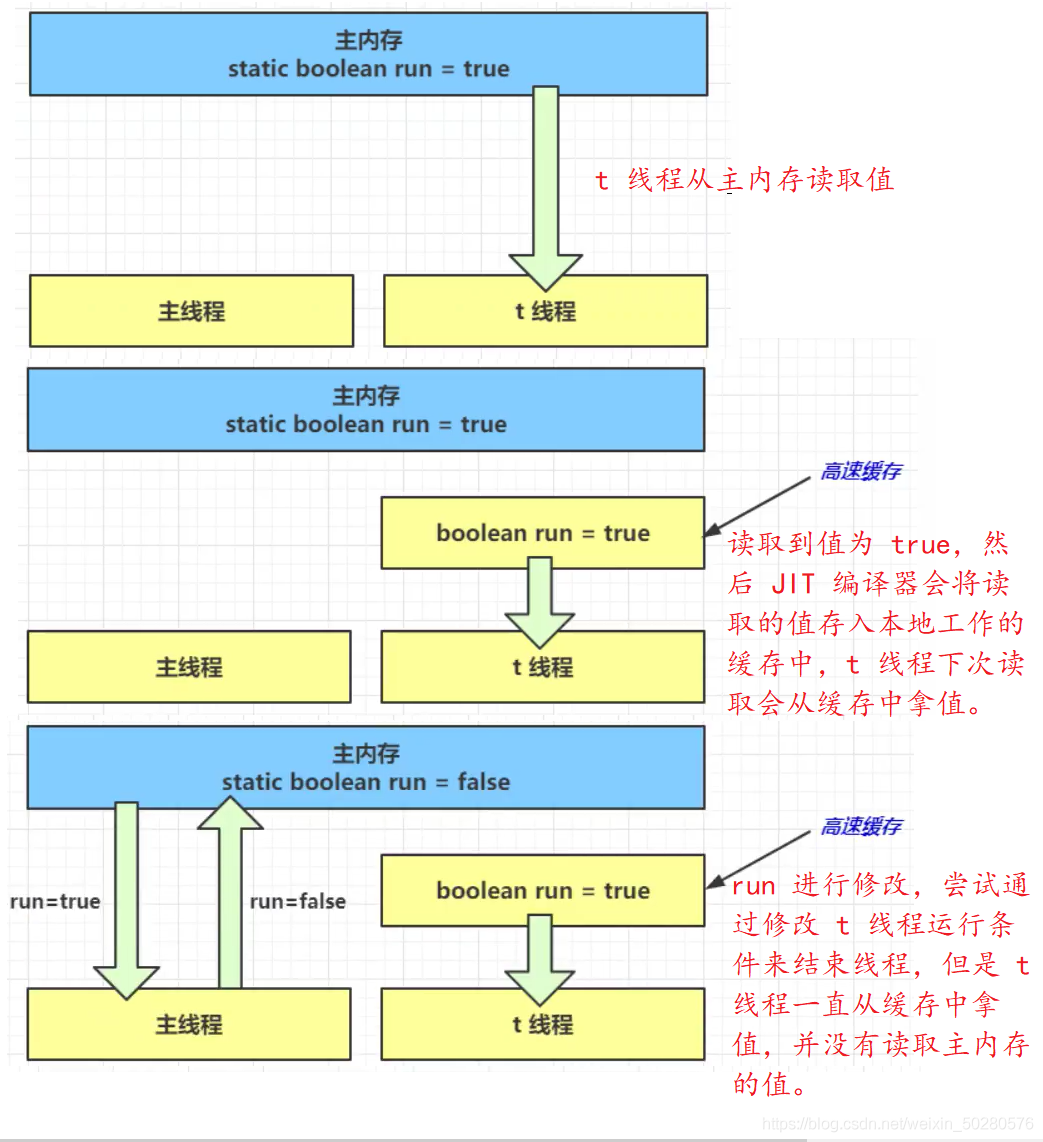 主内存
static boolean run = true
t 线程从主内存读取值
主线程
t 线程
主内存
static boolean run = true
高速缓存
boolean run = true
读取到值为 true，然
后 JIT 编译器会将读
取的值存入本地工作的
缓存中，t 线程下次读
取会从缓存中拿值。
主线程
t 线程
主内存
static boolean run = false
高速缓存
run=true
run=false
boolean run = true
run 进行修改，尝试通
过修改 t 线程运行条
件来结束线程，但是 t
线程一直从缓存中拿
值，并没有读取主内存
的值。
主线程
t 线程
https://blog.csdn.net/weixin_50280576